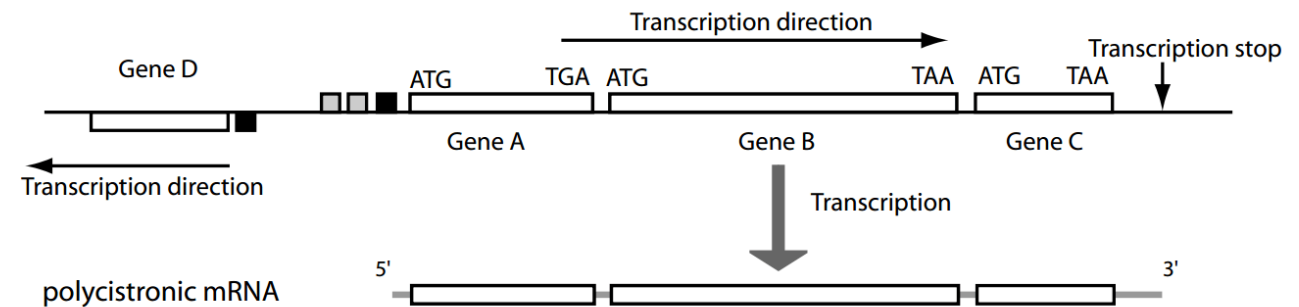 Transcription direction
Transcription stop
Gene D
ATG TGA ATG TAA ATG TAA
Gene A Gene B Gene C
Transcription direction
Transcription
5' 3'
polycistronic mRNA